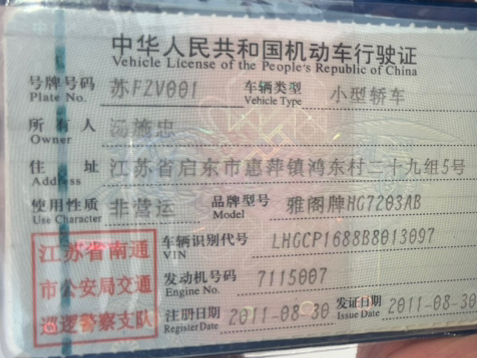 中华人民共和国机动车行驶证
Vehicle License of the People's Republic of China
号牌号码 苏FZV001 车辆类型 小型轿车
Plate No. Vehicle Type
所有人 汤施忠
Owner
住址 江苏省启东市惠萍镇鸿东村二十九组5号
Address
使用性质 非营运 品牌型号 雅阁牌HG7203AB
Use Character Model
江苏省南通
市公安局交通
巡逻警察支队
车辆识别代号 LHGCP1688B8013097
VIN
发动机号码 7115007
Engine No.
注册日期 2011-08-30 发证日期 2011-08-30
Register Date Issue Date